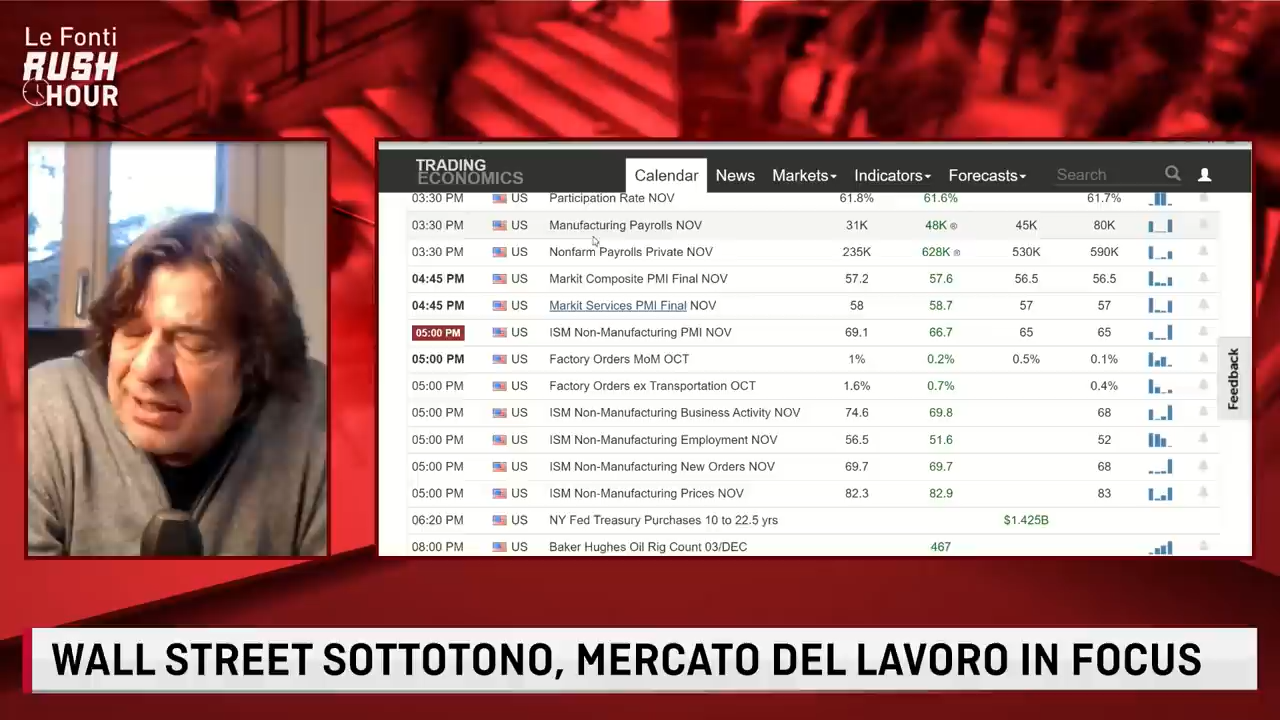 Le Fonti
RUSH
HOUR
TRADING
ECONOMICS
Calendar News Markets Indicators Forecasts Search
03:30 PM US Participation Rate NOV 61.8% 61.6% 61.7%
03:30 PM US Manufacturing Payrolls NOV 31K 48K ® 45K 80K
03:30 PM US Nonfarm Payrolls Private NOV 235K 628K ® 530K 590K
04:45 PM US Markit Composite PMI Final NOV 57.2 57.6 56.5 56.5
04:45 PM US Markit Services PMI Final NOV 58 58.7 57 57
05:00 PM US ISM Non-Manufacturing PMI NOV 69.1 66.7 65 65
05:00 PM US Factory Orders MoM OCT 1% 0.2% 0.5% 0.1%
05:00 PM US Factory Orders ex Transportation OCT 1.6% 0.7% 0.4%
05:00 PM US ISM Non-Manufacturing Business Activity NOV 74.6 69.8 68
05:00 PM US ISM Non-Manufacturing Employment NOV 56.5 51.6 52
05:00 PM US ISM Non-Manufacturing New Orders NOV 69.7 69.7 68
05:00 PM US ISM Non-Manufacturing Prices NOV 82.3 82.9 83
06:20 PM US NY Fed Treasury Purchases 10 to 22.5 yrs $1.425B
08:00 PM US Baker Hughes Oil Rig Count 03/DEC 467
Feedback
WALL STREET SOTTOTONO, MERCATO DEL LAVORO IN FOCUS